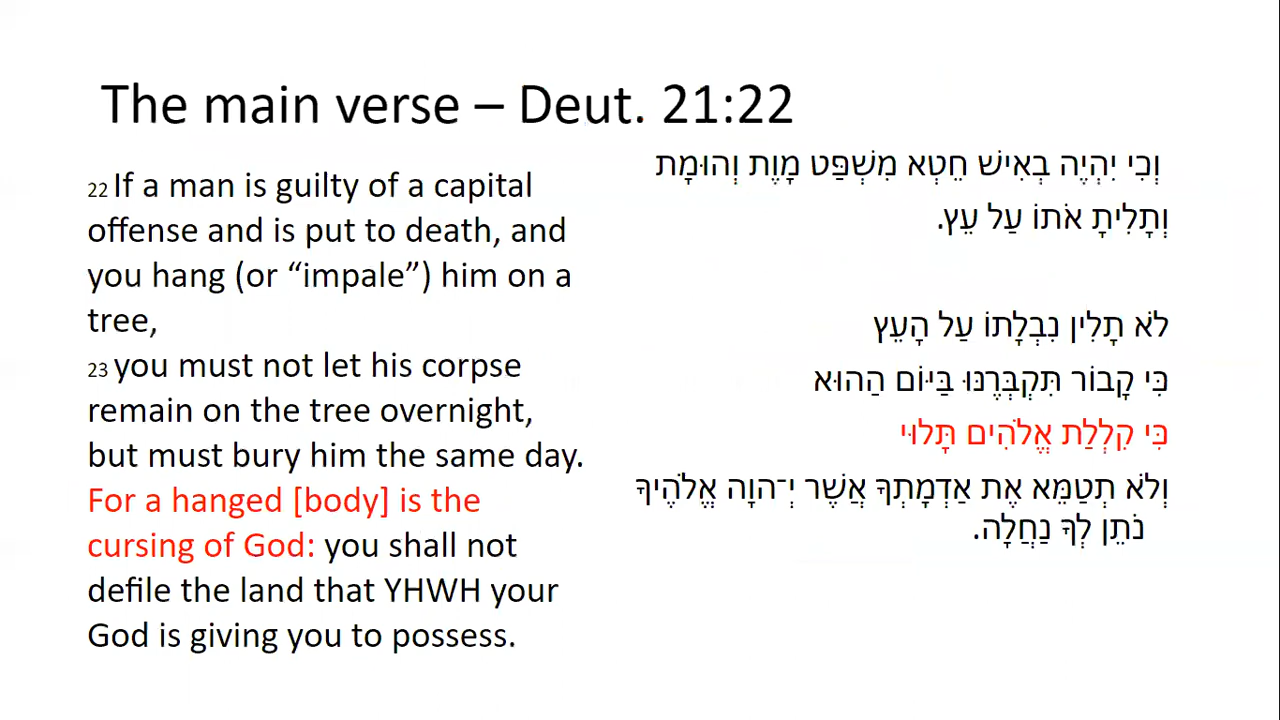 The main verse – Deut. 21:22
22 If a man is guilty of a capital
offense and is put to death, and
you hang (or “impale”) him on a
tree,
23 you must not let his corpse
remain on the tree overnight,
but must bury him the same day.
For a hanged [body] is the
cursing of God: you shall not
defile the land that YHWH your
God is giving you to possess.
וְכִי יִהְיֶה בְאִישׁ חֵטְא מִשְׁפַּט מָוֶת וְהוּמָת
וְתָלִיתָ אֹתוֹ עַל עֵץ.
לֹא תָלִין נִבְלָתוֹ עַל הָעֵץ
כִּי קָבוֹר תִּקְבְּרֶנּוּ בַּיּוֹם הַהוּא
כִּי קִלְלַת אֱלֹהִים תָּלוּי
וְלֹא תְטַמֵּא אֶת אַדְמָתְךָ אֲשֶׁר יְ־הוָה אֱלֹהֶיךָ
נֹתֵן לְךָ נַחֲלָה.